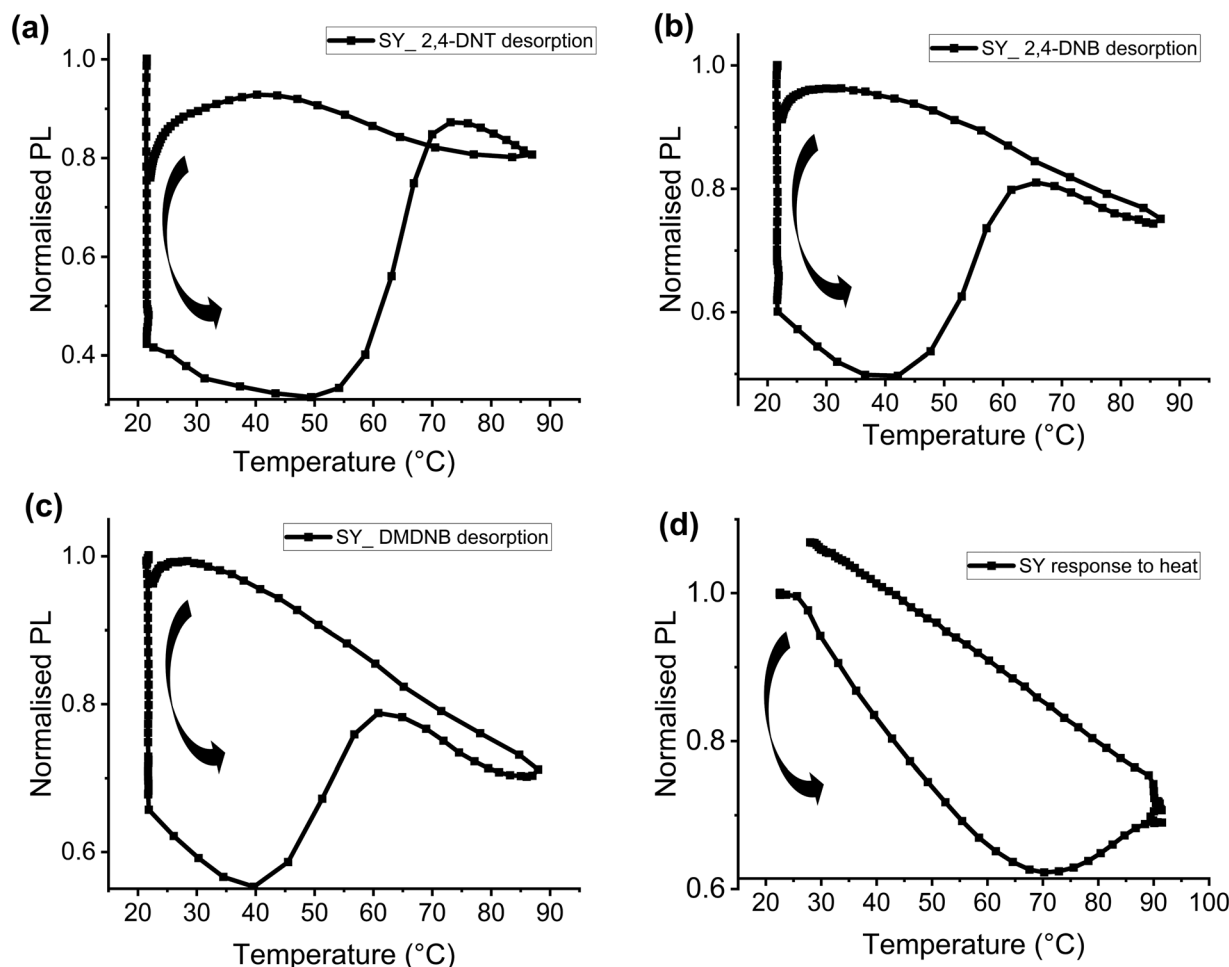 (a)
SY_ 2,4-DNT desorption
1.0
0.8
0.6
0.4
Normalised PL
20 30 40 50 60 70 80 90
Temperature (°C)
(b)
SY_ 2,4-DNB desorption
1.0
0.8
0.6
Normalised PL
20 30 40 50 60 70 80 90
Temperature (°C)
(c)
SY_ DMDNB desorption
1.0
0.8
0.6
Normalised PL
20 30 40 50 60 70 80 90
Temperature (°C)
(d)
SY response to heat
1.0
0.8
0.6
Normalised PL
20 30 40 50 60 70 80 90 100
Temperature (°C)